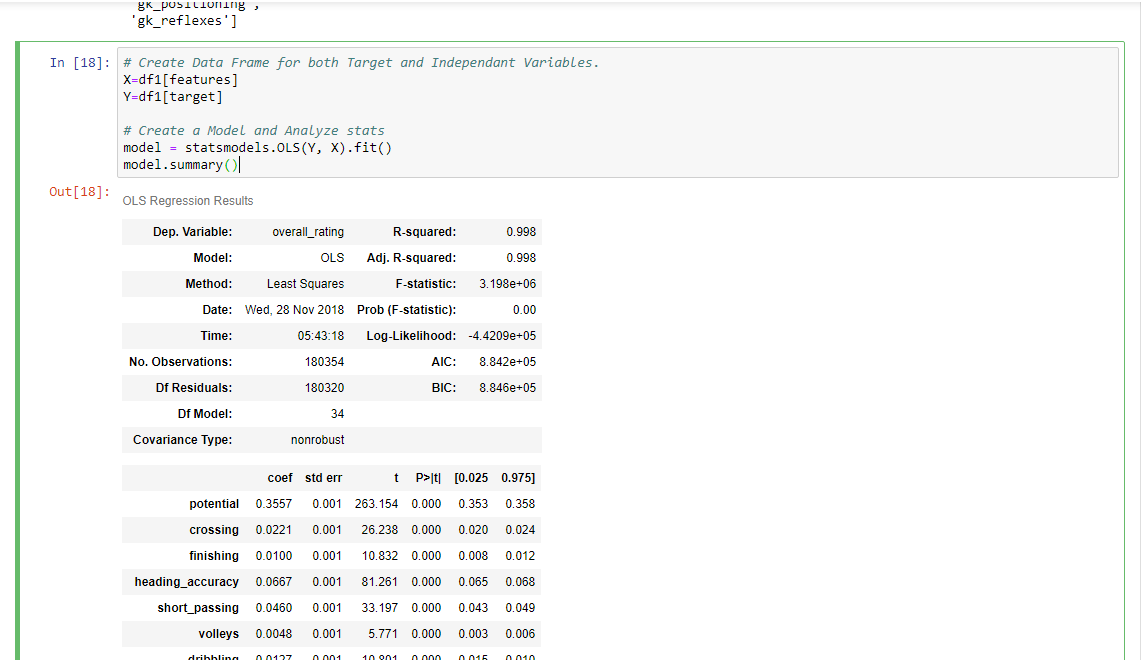 'gk_positioning',
'gk_reflexes']
In [18]: # Create Data Frame for both Target and Independant Variables.
X=df1[features]
Y=df1[target]
# Create a Model and Analyze stats
model = statsmodels.OLS(Y, X).fit()
model.summary()
Out[18]: OLS Regression Results
Dep. Variable: overall_rating R-squared: 0.998
Model: OLS Adj. R-squared: 0.998
Method: Least Squares F-statistic: 3.198e+06
Date: Wed, 28 Nov 2018 Prob (F-statistic): 0.00
Time: 05:43:18 Log-Likelihood: -4.4209e+05
No. Observations: 180354 AIC: 8.842e+05
Df Residuals: 180320 BIC: 8.846e+05
Df Model: 34
Covariance Type: nonrobust
coef std err t P>|t| [0.025 0.975]
potential 0.3557 0.001 263.154 0.000 0.353 0.358
crossing 0.0221 0.001 26.238 0.000 0.020 0.024
finishing 0.0100 0.001 10.832 0.000 0.008 0.012
heading_accuracy 0.0667 0.001 81.261 0.000 0.065 0.068
short_passing 0.0460 0.001 33.197 0.000 0.043 0.049
volleys 0.0048 0.001 5.771 0.000 0.003 0.006
dribbling 0.001 0.000